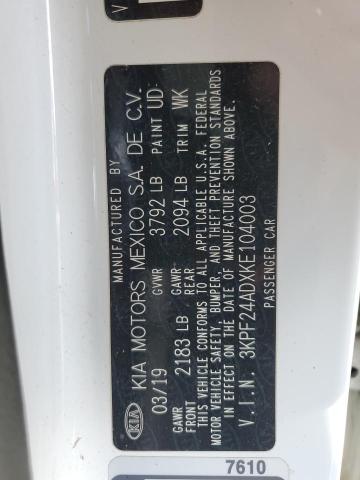 MANUFACTURED BY
KIA KIA MOTORS MEXICO S.A. DE C.V.
03/19 GVWR 3792 LB PAINT UD
GAWR FRONT 2183 LB GAWR REAR 2094 LB TRIM WK
THIS VEHICLE CONFORMS TO ALL APPLICABLE U.S.A. FEDERAL
MOTOR VEHICLE SAFETY, BUMPER, AND THEFT PREVENTION STANDARDS
IN EFFECT ON THE DATE OF MANUFACTURE SHOWN ABOVE.
V.I.N. 3KPF24ADXKE104003
PASSENGER CAR
7610
V